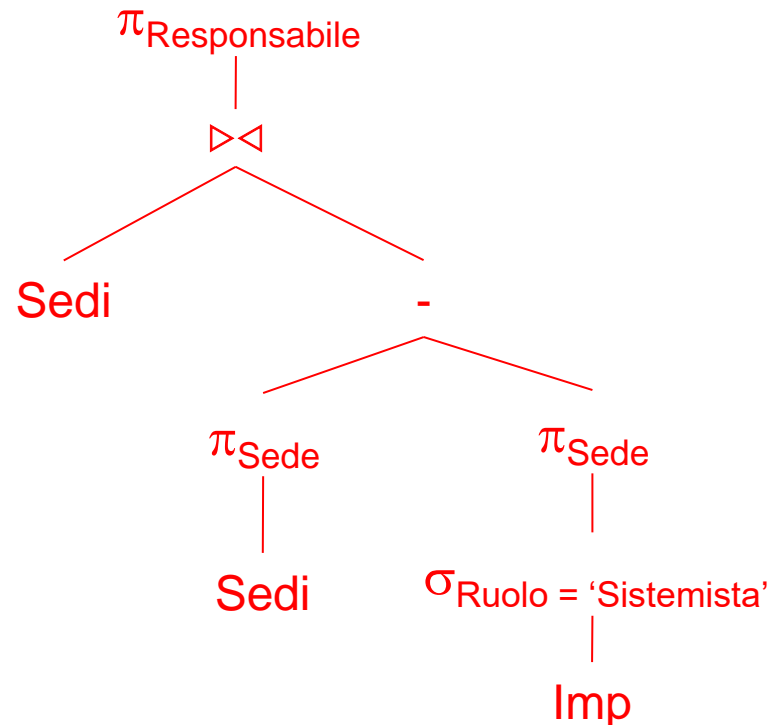 πResponsabile
▷◁
Sedi
-
πSede
πSede
Sedi
σRuolo = ‘Sistemista’
Imp